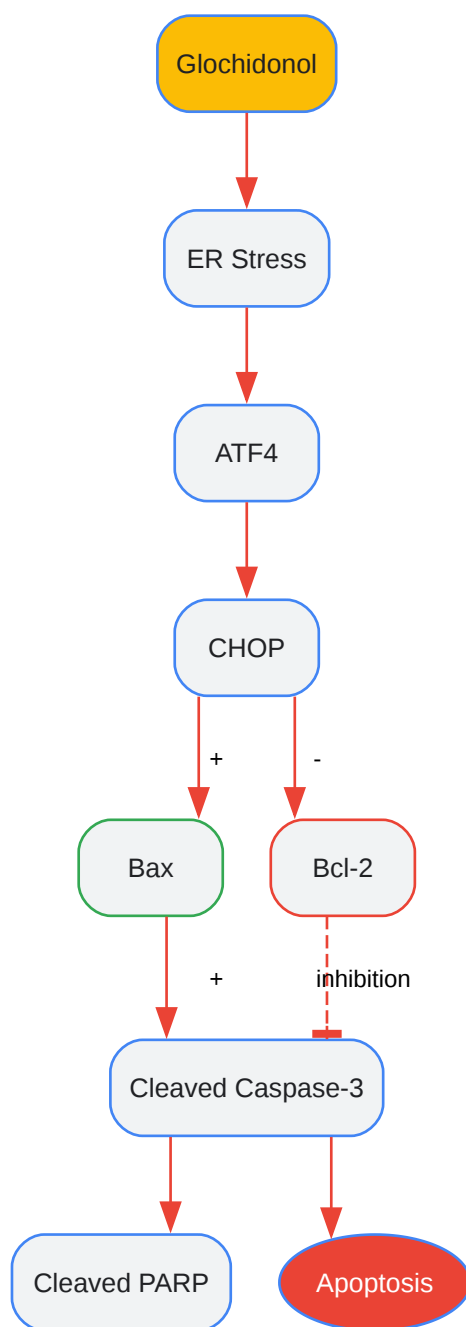 Glochidonol
ER Stress
ATF4
CHOP
+
-
Bax
Bcl-2
+
inhibition
Cleaved Caspase-3
Cleaved PARP
Apoptosis